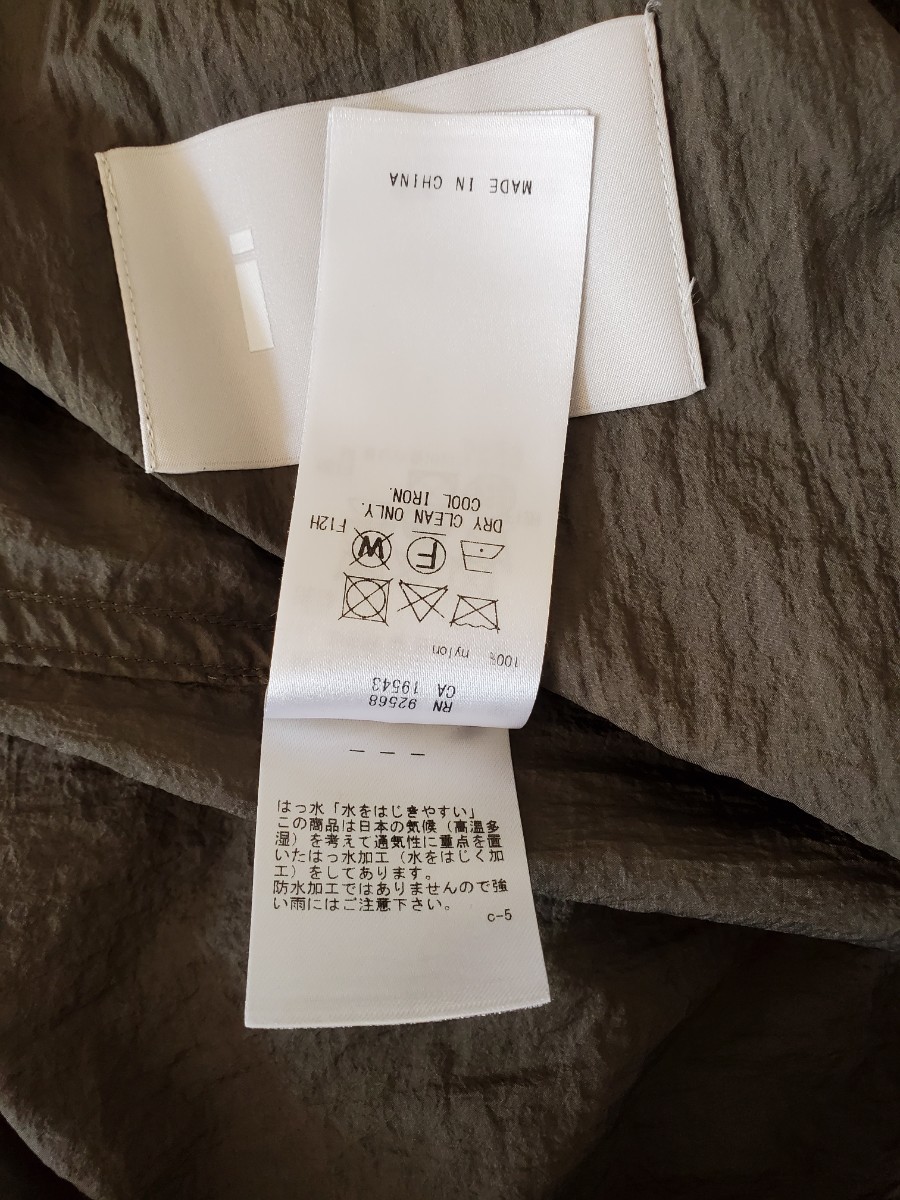 MADE IN CHINA
DRY CLEAN ONLY.
COOL IRON.
F12H
W
F
100% nylon
RN 92568
CA 19543
はっ水「水をはじきやすい」
この商品は日本の気候（高温多
湿）を考えて通気性に重点を置
いたはっ水加工（水をはじく加
工）をしてあります。
防水加工ではありませんので強
い雨にはご注意下さい。
c-5